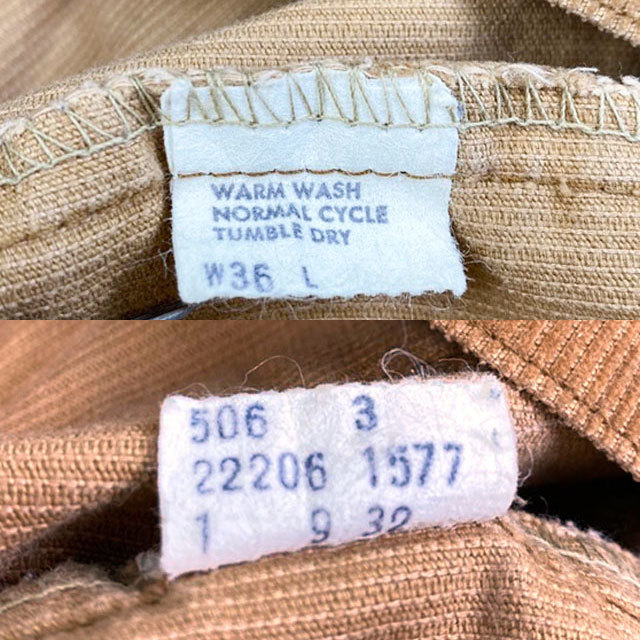 WARM WASH
NORMAL CYCLE
TUMBLE DRY
W36 L
506 3
22206 1577
1 9 32